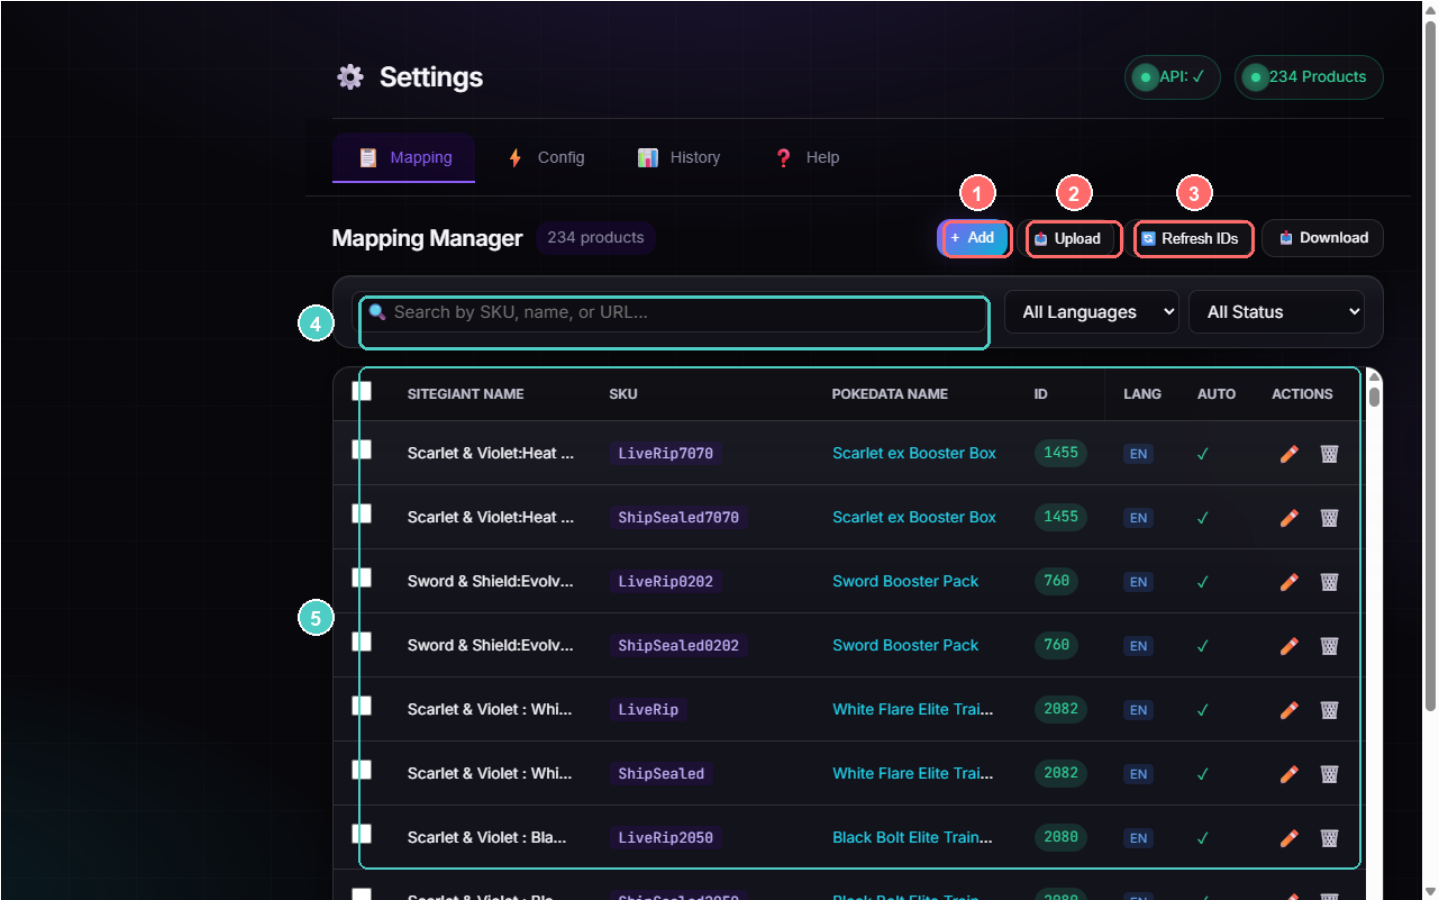 Settings
API: ✓
234 Products
Mapping
Config
History
Help
1
2
3
Mapping Manager
234 products
+ Add
Upload
Refresh IDs
Download
4
Search by SKU, name, or URL...
All Languages
All Status
SITEGIANT NAME SKU POKEDATA NAME ID LANG AUTO ACTIONS
Scarlet & Violet:Heat ... LiveRip7070 Scarlet ex Booster Box 1455 EN ✓
Scarlet & Violet:Heat ... ShipSealed7070 Scarlet ex Booster Box 1455 EN ✓
Sword & Shield:Evolv... LiveRip0202 Sword Booster Pack 760 EN ✓
5
Sword & Shield:Evolv... ShipSealed0202 Sword Booster Pack 760 EN ✓
Scarlet & Violet : Whi... LiveRip White Flare Elite Trai... 2082 EN ✓
Scarlet & Violet : Whi... ShipSealed White Flare Elite Trai... 2082 EN ✓
Scarlet & Violet : Bla... LiveRip2050 Black Bolt Elite Train... 2080 EN ✓